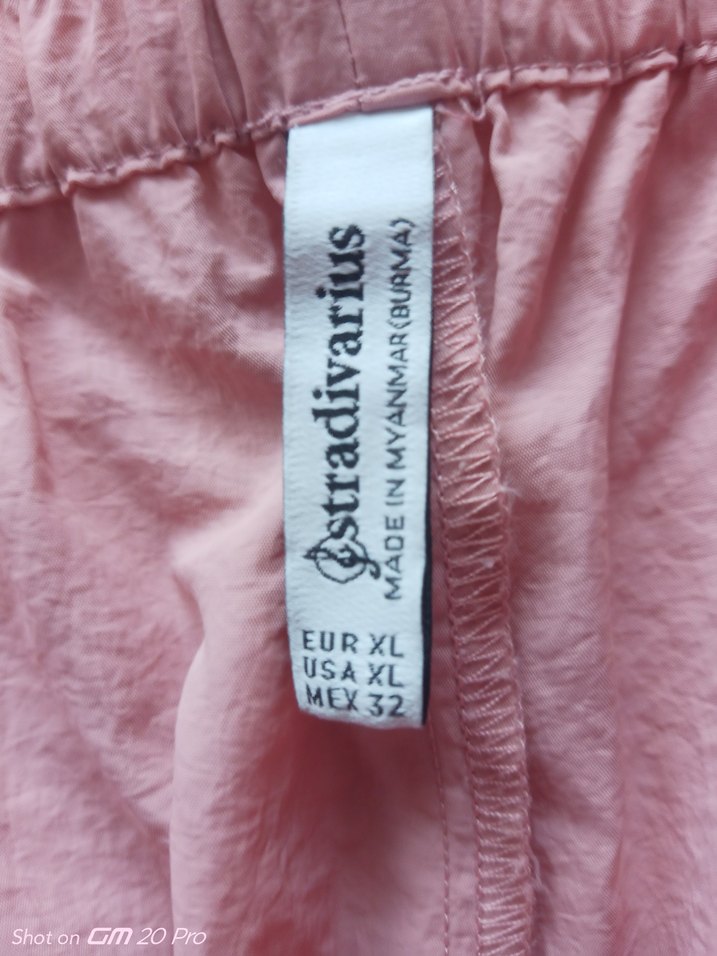 stradivarius
MADE IN MYANMAR(BURMA)
EUR XL
USA XL
MEX 32
Shot on GM 20 Pro